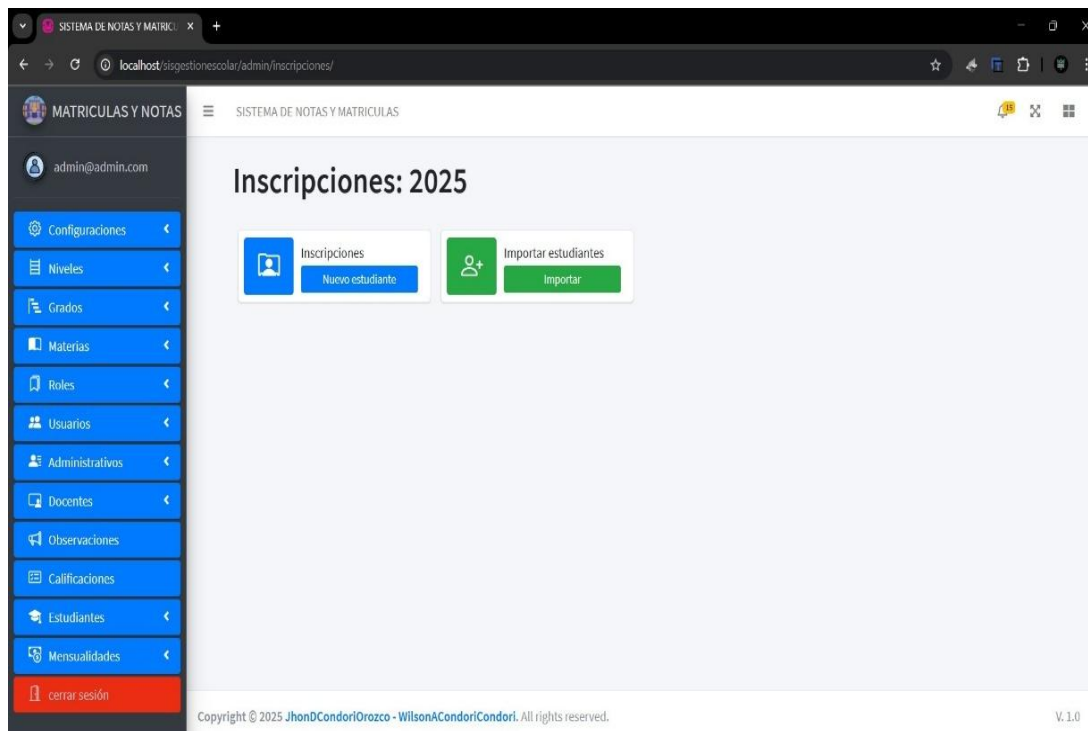 SISTEMA DE NOTAS Y MATRIC
localhost/sisgestionescolar/admin/inscripciones/
MATRICULAS Y NOTAS
SISTEMA DE NOTAS Y MATRICULAS
15
admin@admin.com
Inscripciones: 2025
Configuraciones
Niveles
Grados
Materias
Roles
Usuarios
Administrativos
Docentes
Observaciones
Calificaciones
Estudiantes
Mensualidades
cerrar sesión
Inscripciones
Nuevo estudiante
Importar estudiantes
Importar
Copyright © 2025 JhonDCondoriOrozco - WilsonACondoriCondori. All rights reserved.
V. 1.0